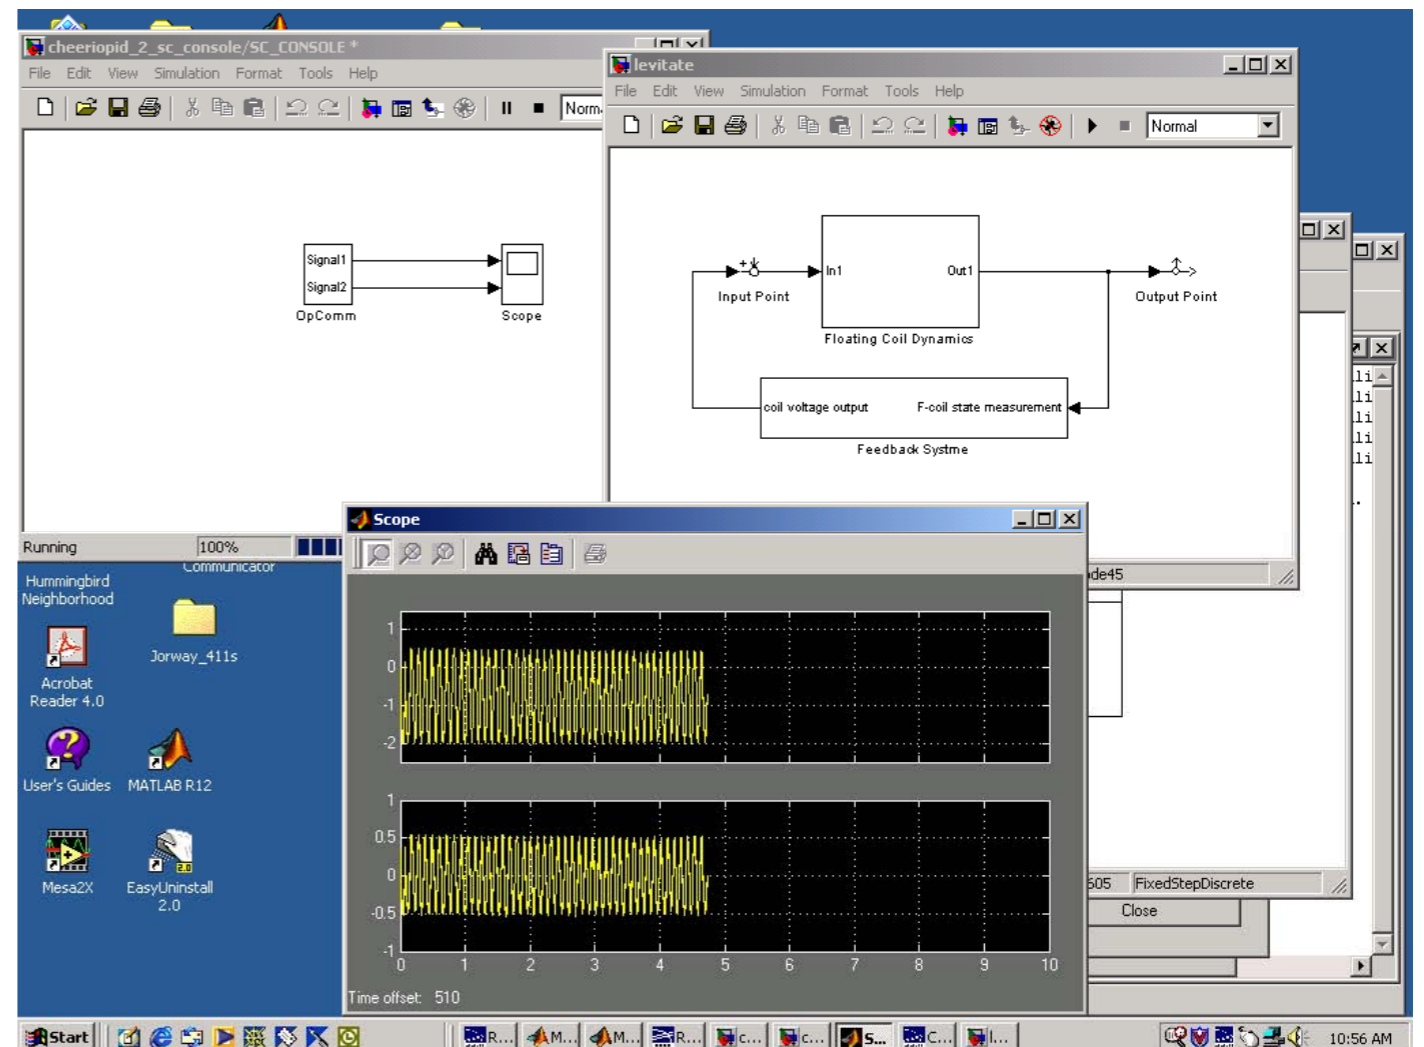 cheeriopid_2_sc_console/SC_CONSOLE *
File Edit View Simulation Format Tools Help
Signal1
Signal2
OpComm
Scope
Running
100%
levitate
File Edit View Simulation Format Tools Help
Normal
In1
Out1
Input Point
Output Point
Floating Coil Dynamics
coil voltage output
F-coil state measurement
Feedback Systme
ode45
Scope
1
0
-1
-2
1
0.5
0
-0.5
-1
0 1 2 3 4 5 6 7 8 9 10
Time offset: 510
FixedStepDiscrete
Close
Communicator
Hummingbird
Neighborhood
Jorway_411s
Acrobat
Reader 4.0
User's Guides
MATLAB R12
Mesa2X
EasyUninstall
2.0
Start
R...
M...
M...
R...
c...
c...
S...
C...
l...
10:56 AM